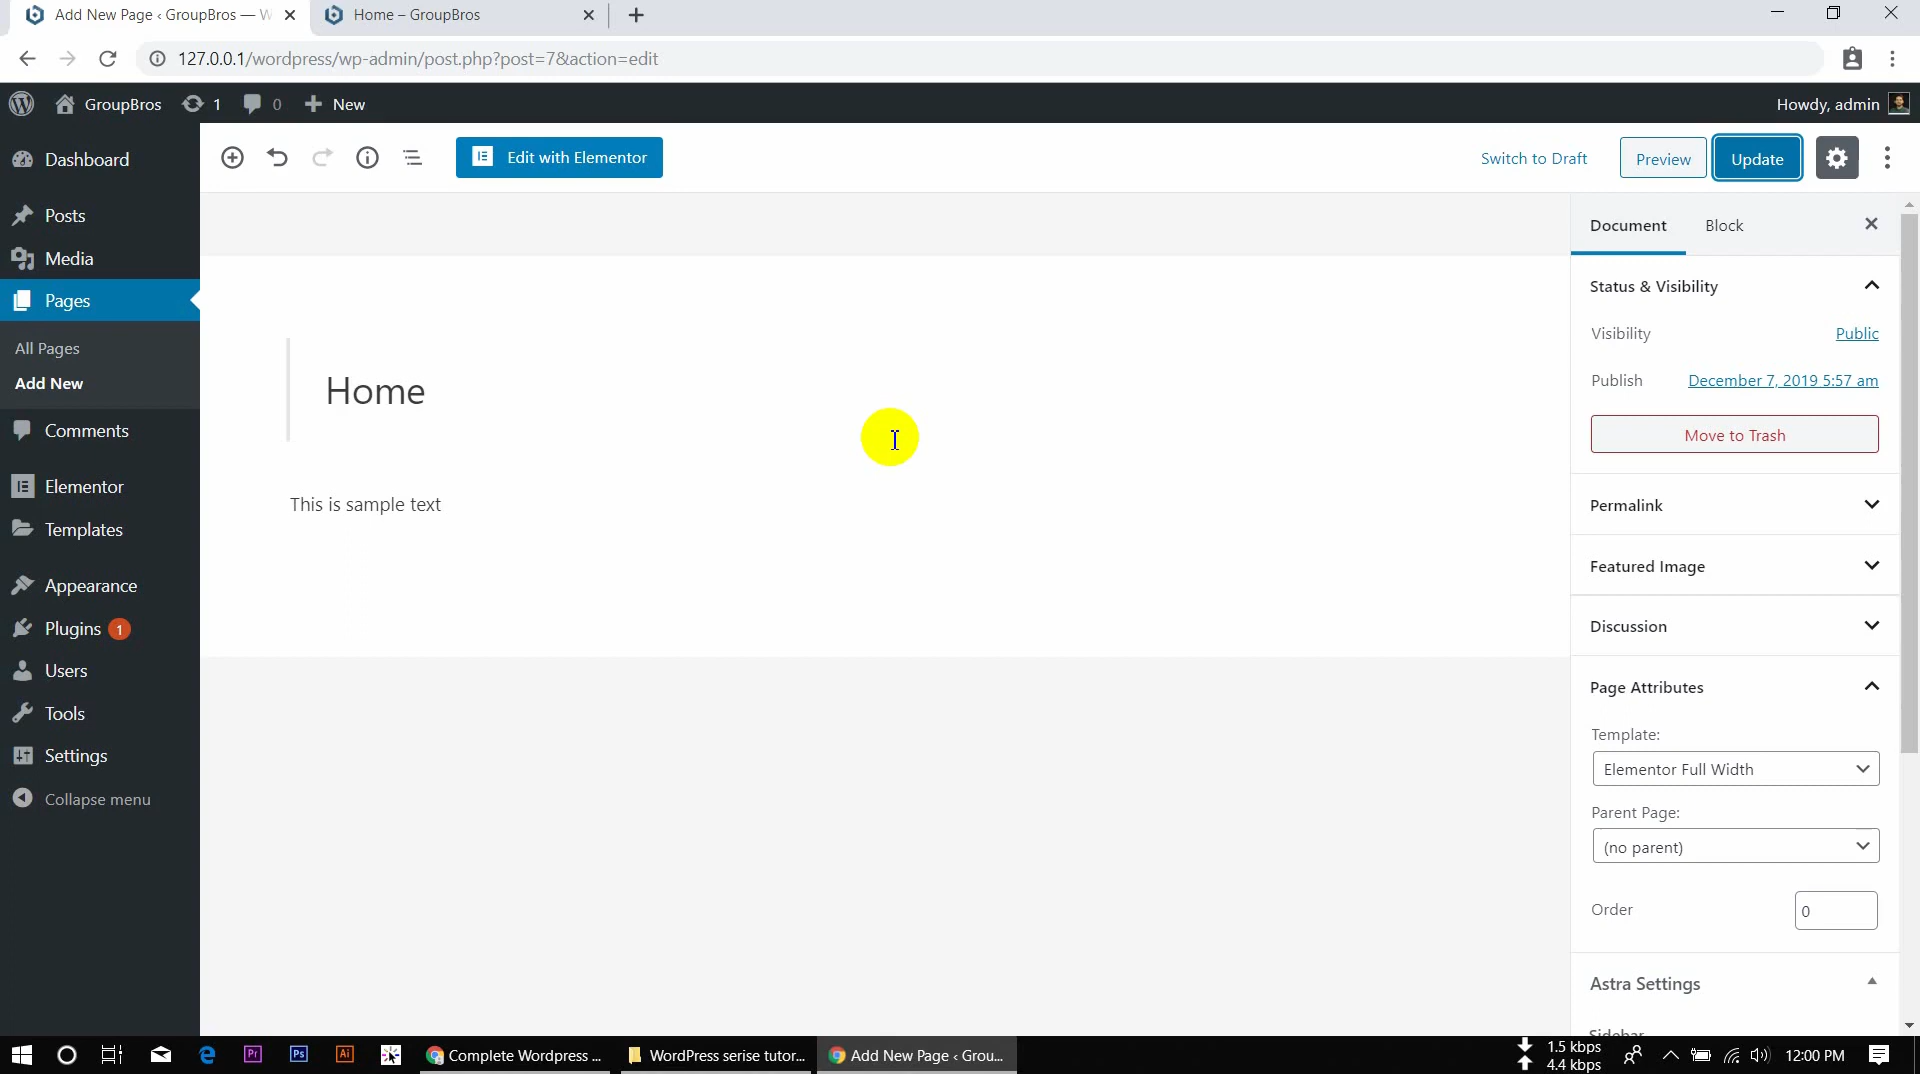 Add New Page ‹ GroupBros — W
Home – GroupBros
127.0.0.1/wordpress/wp-admin/post.php?post=7&action=edit
GroupBros
1
0
New
Howdy, admin
Dashboard
Posts
Media
Pages
All Pages
Add New
Comments
Elementor
Templates
Appearance
Plugins 1
Users
Tools
Settings
Collapse menu
Edit with Elementor
Switch to Draft
Preview
Update
Home
This is sample text
Document
Block
Status & Visibility
Visibility
Public
Publish
December 7, 2019 5:57 am
Move to Trash
Permalink
Featured Image
Discussion
Page Attributes
Template:
Elementor Full Width
Parent Page:
(no parent)
Order
0
Astra Settings
Sidebar
Pr
Ps
Ai
Complete Wordpress ...
WordPress serise tutor...
Add New Page ‹ Grou...
1.5 kbps
4.4 kbps
12:00 PM